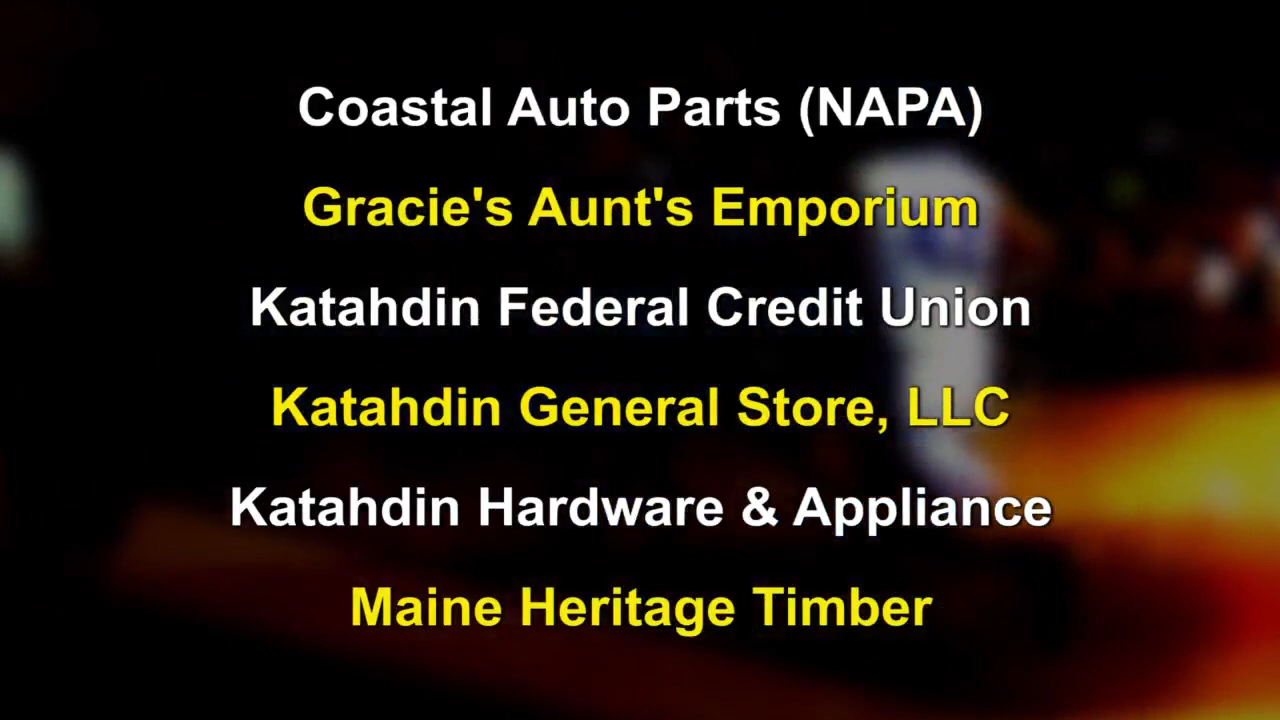 Coastal Auto Parts (NAPA)
Gracie's Aunt's Emporium
Katahdin Federal Credit Union
Katahdin General Store, LLC
Katahdin Hardware & Appliance
Maine Heritage Timber